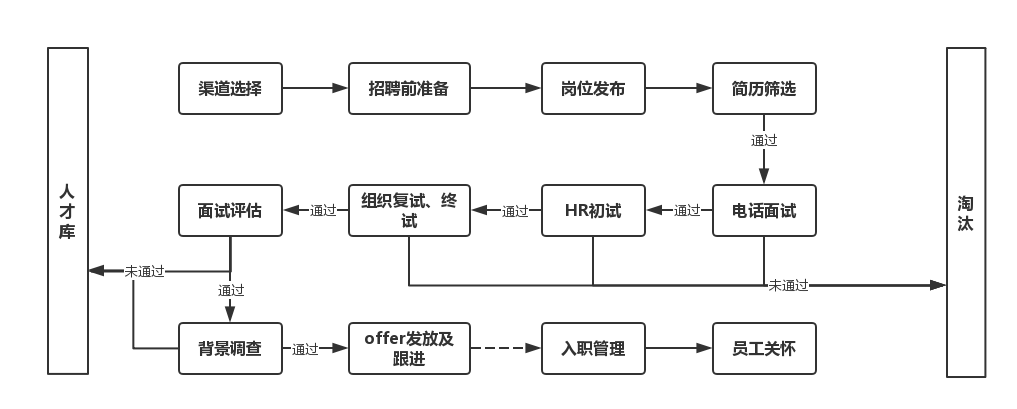 渠道选择
招聘前准备
岗位发布
简历筛选
通过
人
才
库
面试评估
通过
组织复试、终
试
通过
HR初试
通过
电话面试
淘
汰
未通过
通过
未通过
背景调查
通过
offer发放及
跟进
入职管理
员工关怀